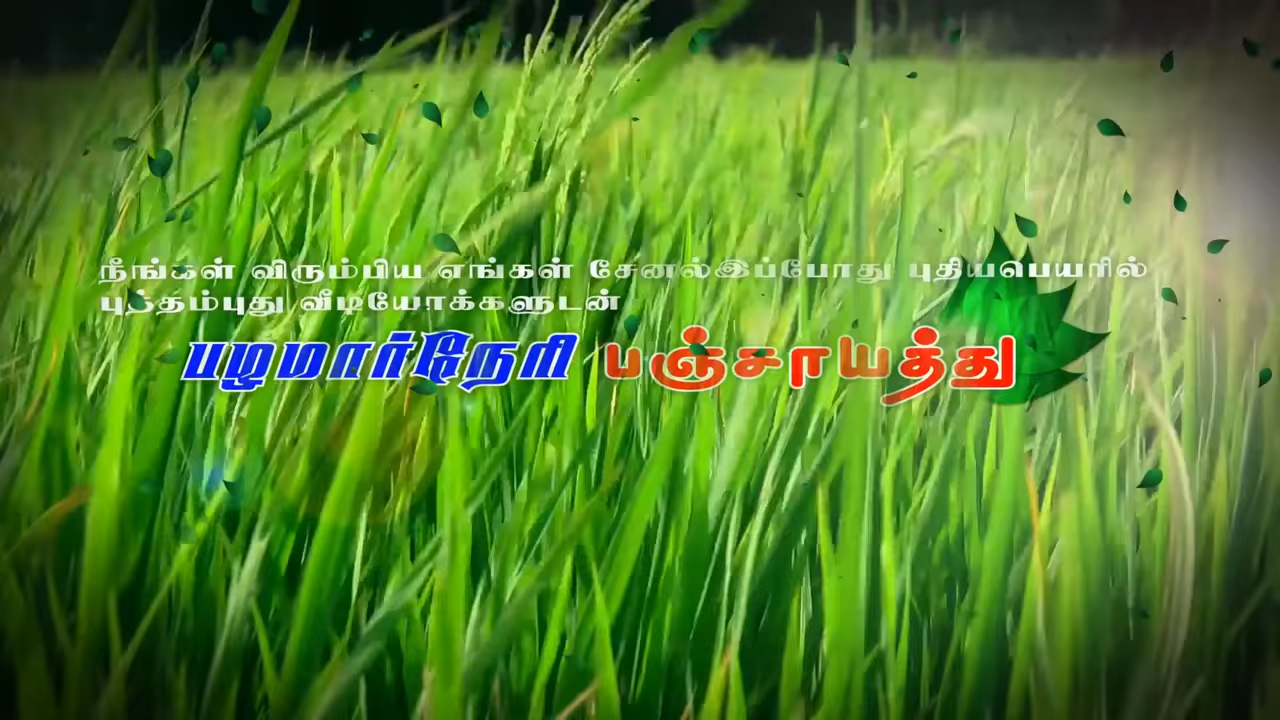 நீங்கள் விரும்பிய எங்கள் சேனல்இப்போது புதியபெயரில்
புத்தம்புது வீடியோக்களுடன்
பழமார்நேரி பஞ்சாயத்து